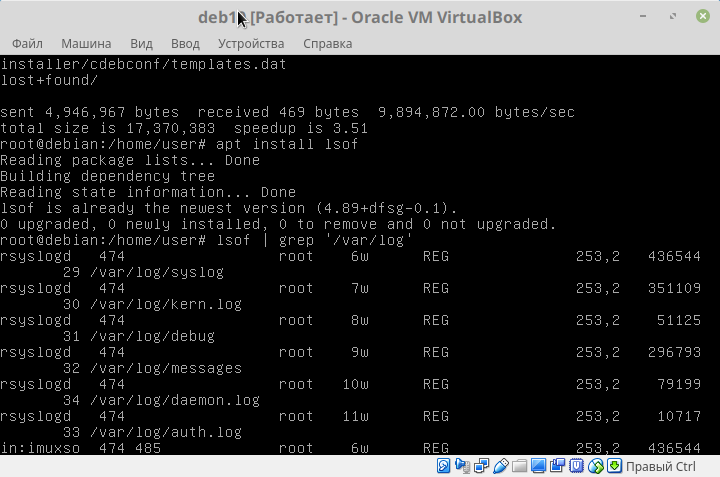 [Работает] - Oracle VM VirtualBox
Файл Машина Вид Ввод Устройства Справка
installer/cdebconf/templates.dat
lost+found/
sent 4,946,967 bytes  received 469 bytes  9,894,872.00 bytes/sec
total size is 17,370,383  speedup is 3.51
root@debian:/home/user# apt install lsof
Reading package lists... Done
Building dependency tree
Reading state information... Done
lsof is already the newest version (4.89+dfsg-0.1).
0 upgraded, 0 newly installed, 0 to remove and 0 not upgraded.
root@debian:/home/user# lsof | grep '/var/log'
rsyslogd   474                 root    6w      REG              253,2   436544
       29 /var/log/syslog
rsyslogd   474                 root    7w      REG              253,2   351109
       30 /var/log/kern.log
rsyslogd   474                 root    8w      REG              253,2    51125
       31 /var/log/debug
rsyslogd   474                 root    9w      REG              253,2   296793
       32 /var/log/messages
rsyslogd   474                 root   10w      REG              253,2    79199
       34 /var/log/daemon.log
rsyslogd   474                 root   11w      REG              253,2    10717
       33 /var/log/auth.log
in:imuxso  474 485             root    6w      REG              253,2   436544
Правый Ctrl